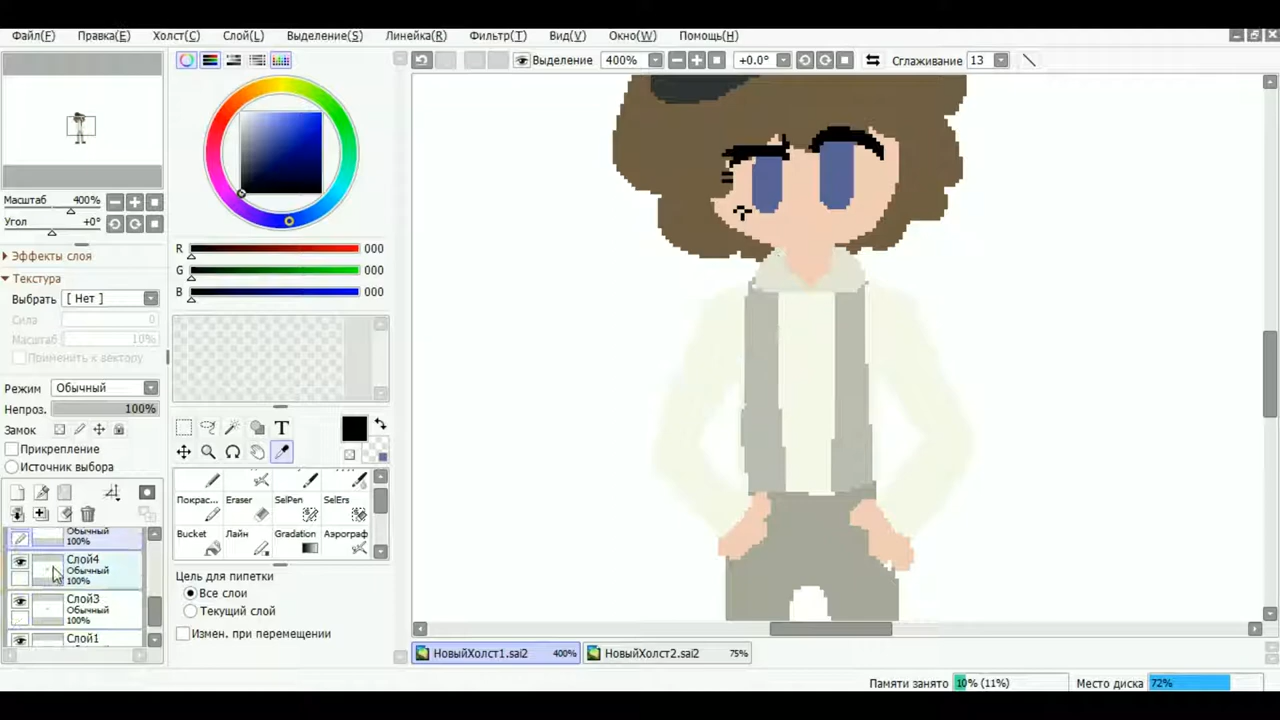 Файл(F) Правка(E) Холст(C) Слой(L) Выделение(S) Линейка(R) Фильтр(T) Вид(V) Окно(W) Помощь(H)
Выделение 400% +0.0° Сглаживание 13
Масштаб 400%
Угол +0°
Эффекты слоя
Текстура
Выбрать [ Нет ]
Сила 0
Масштаб 10%
Применить к вектору
Режим Обычный
Непроз. 100%
Замок
Прикрепление
Источник выбора
Обычный
100%
Слой4
Обычный
100%
Слой3
Обычный
100%
Слой1
R 000
G 000
B 000
T
Покрас... Eraser SelPen SelErs
Bucket Лайн Gradation Аэрограф
Цель для пипетки
Все слои
Текущий слой
Измен. при перемещении
НовыйХолст1.sai2 400% НовыйХолст2.sai2 75%
Памяти занято 10% (11%) Место диска 72%